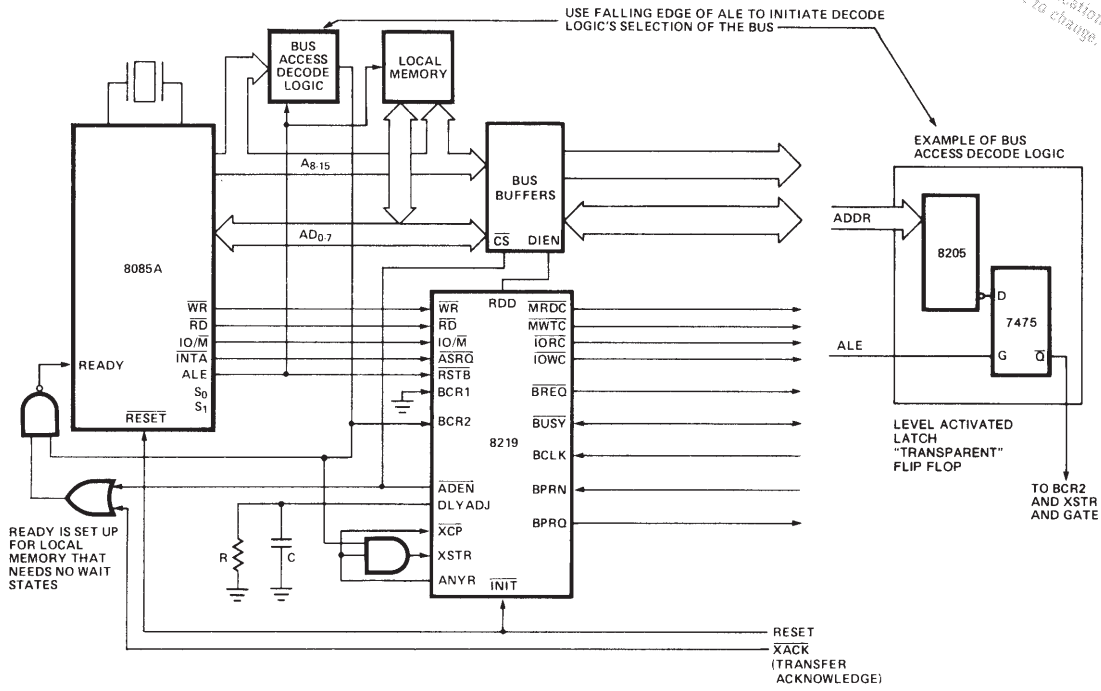 USE FALLING EDGE OF ALE TO INITIATE DECODE
LOGIC'S SELECTION OF THE BUS
to change.
BUS
ACCESS
DECODE
LOGIC
LOCAL
MEMORY
EXAMPLE OF BUS
ACCESS DECODE LOGIC
A8-15
BUS
BUFFERS
AD0-7
CS DIEN
ADDR
8205
D
7475
G Q
ALE
8085A
RDD
WR
RD
IO/M
INTA
ALE
S0
S1
READY
RESET
WR
RD
IO/M
ASRQ
RSTB
BCR1
BCR2
8219
ADEN
DLYADJ
XCP
XSTR
ANYR
INIT
MRDC
MWTC
IORC
IOWC
BREQ
BUSY
BCLK
BPRN
BPRO
LEVEL ACTIVATED
LATCH
"TRANSPARENT"
FLIP FLOP
TO BCR2
AND XSTR
AND GATE
READY IS SET UP
FOR LOCAL
MEMORY THAT
NEEDS NO WAIT
STATES
R
C
RESET
XACK
(TRANSFER
ACKNOWLEDGE)